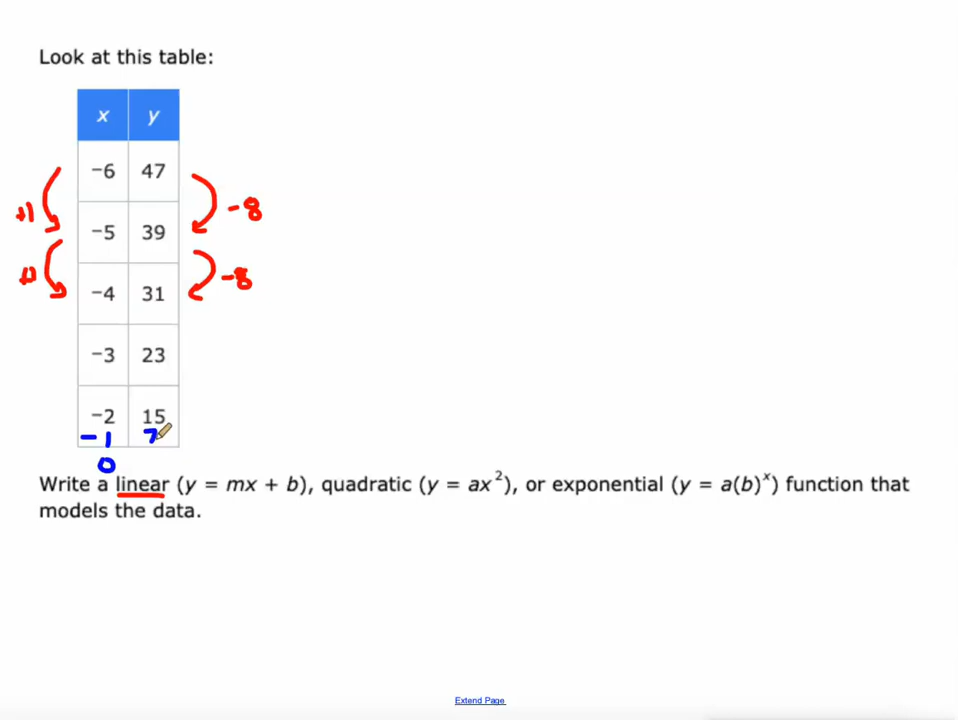 Look at this table:
x y
-6 47
+1 -8
-5 39
+1 -8
-4 31
-3 23
-2 15
-1 7
0
Write a linear (y = mx + b), quadratic (y = ax²), or exponential (y = a(b)ˣ) function that
models the data.
Extend Page